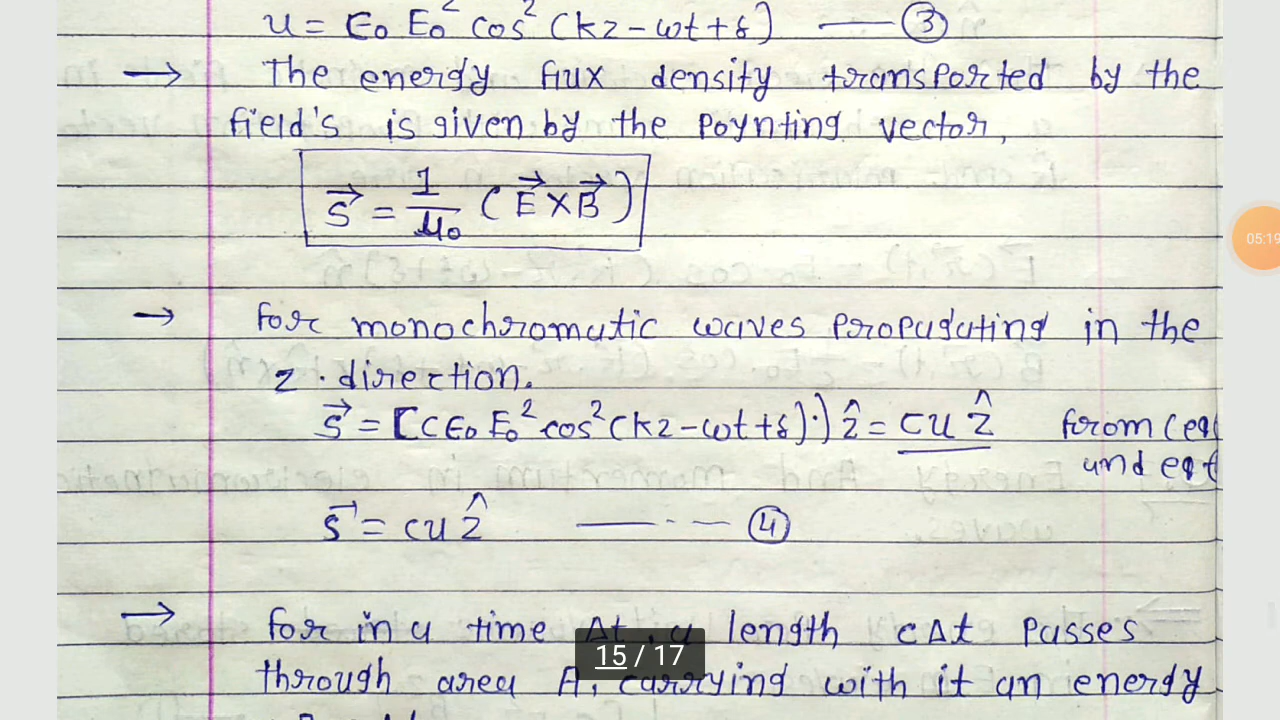 u = ε₀ E₀² cos² (kz - ωt + δ) —— ③
→ The energy flux density transported by the
field's is given by the Poynting vector,
S⃗ = 1/μ₀ (E⃗ × B⃗)
05:19
→ for monochromatic waves propagating in the
z. direction.
S⃗ = [cε₀ E₀² cos² (kz - ωt + δ)·) ẑ = cu ẑ from (eq
and eq
S⃗ = cu ẑ —— · — ④
→ for in a time Δt, a length cΔt Passes
through area A, carrying with it an energy
15 / 17